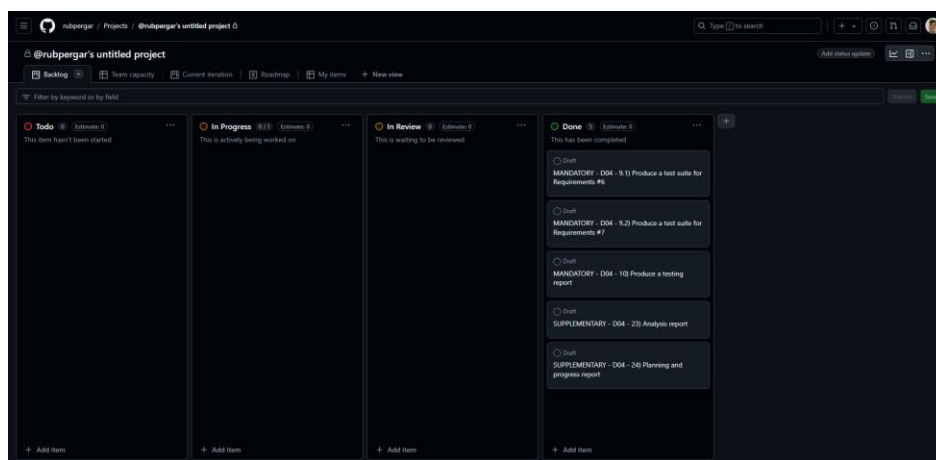 rubpergar / Projects / @rubpergar's untitled project
Type / to search
@rubpergar's untitled project
Add status update
Backlog
Team capacity
Current iteration
Roadmap
My items
+ New view
Filter by keyword or by field
Discard
Save
Todo 0 Estimate: 0
This item hasn't been started
In Progress 0 / 3 Estimate: 0
This is actively being worked on
In Review 0 Estimate: 0
This is waiting to be reviewed
Done 5 Estimate: 0
This has been completed
Draft
MANDATORY - D04 - 9.1) Produce a test suite for
Requirements #6
Draft
MANDATORY - D04 - 9.2) Produce a test suite for
Requirements #7
Draft
MANDATORY - D04 - 10) Produce a testing
report
Draft
SUPPLEMENTARY - D04 - 23) Analysis report
Draft
SUPPLEMENTARY - D04 - 24) Planning and
progress report
+ Add item
+ Add item
+ Add item
+ Add item